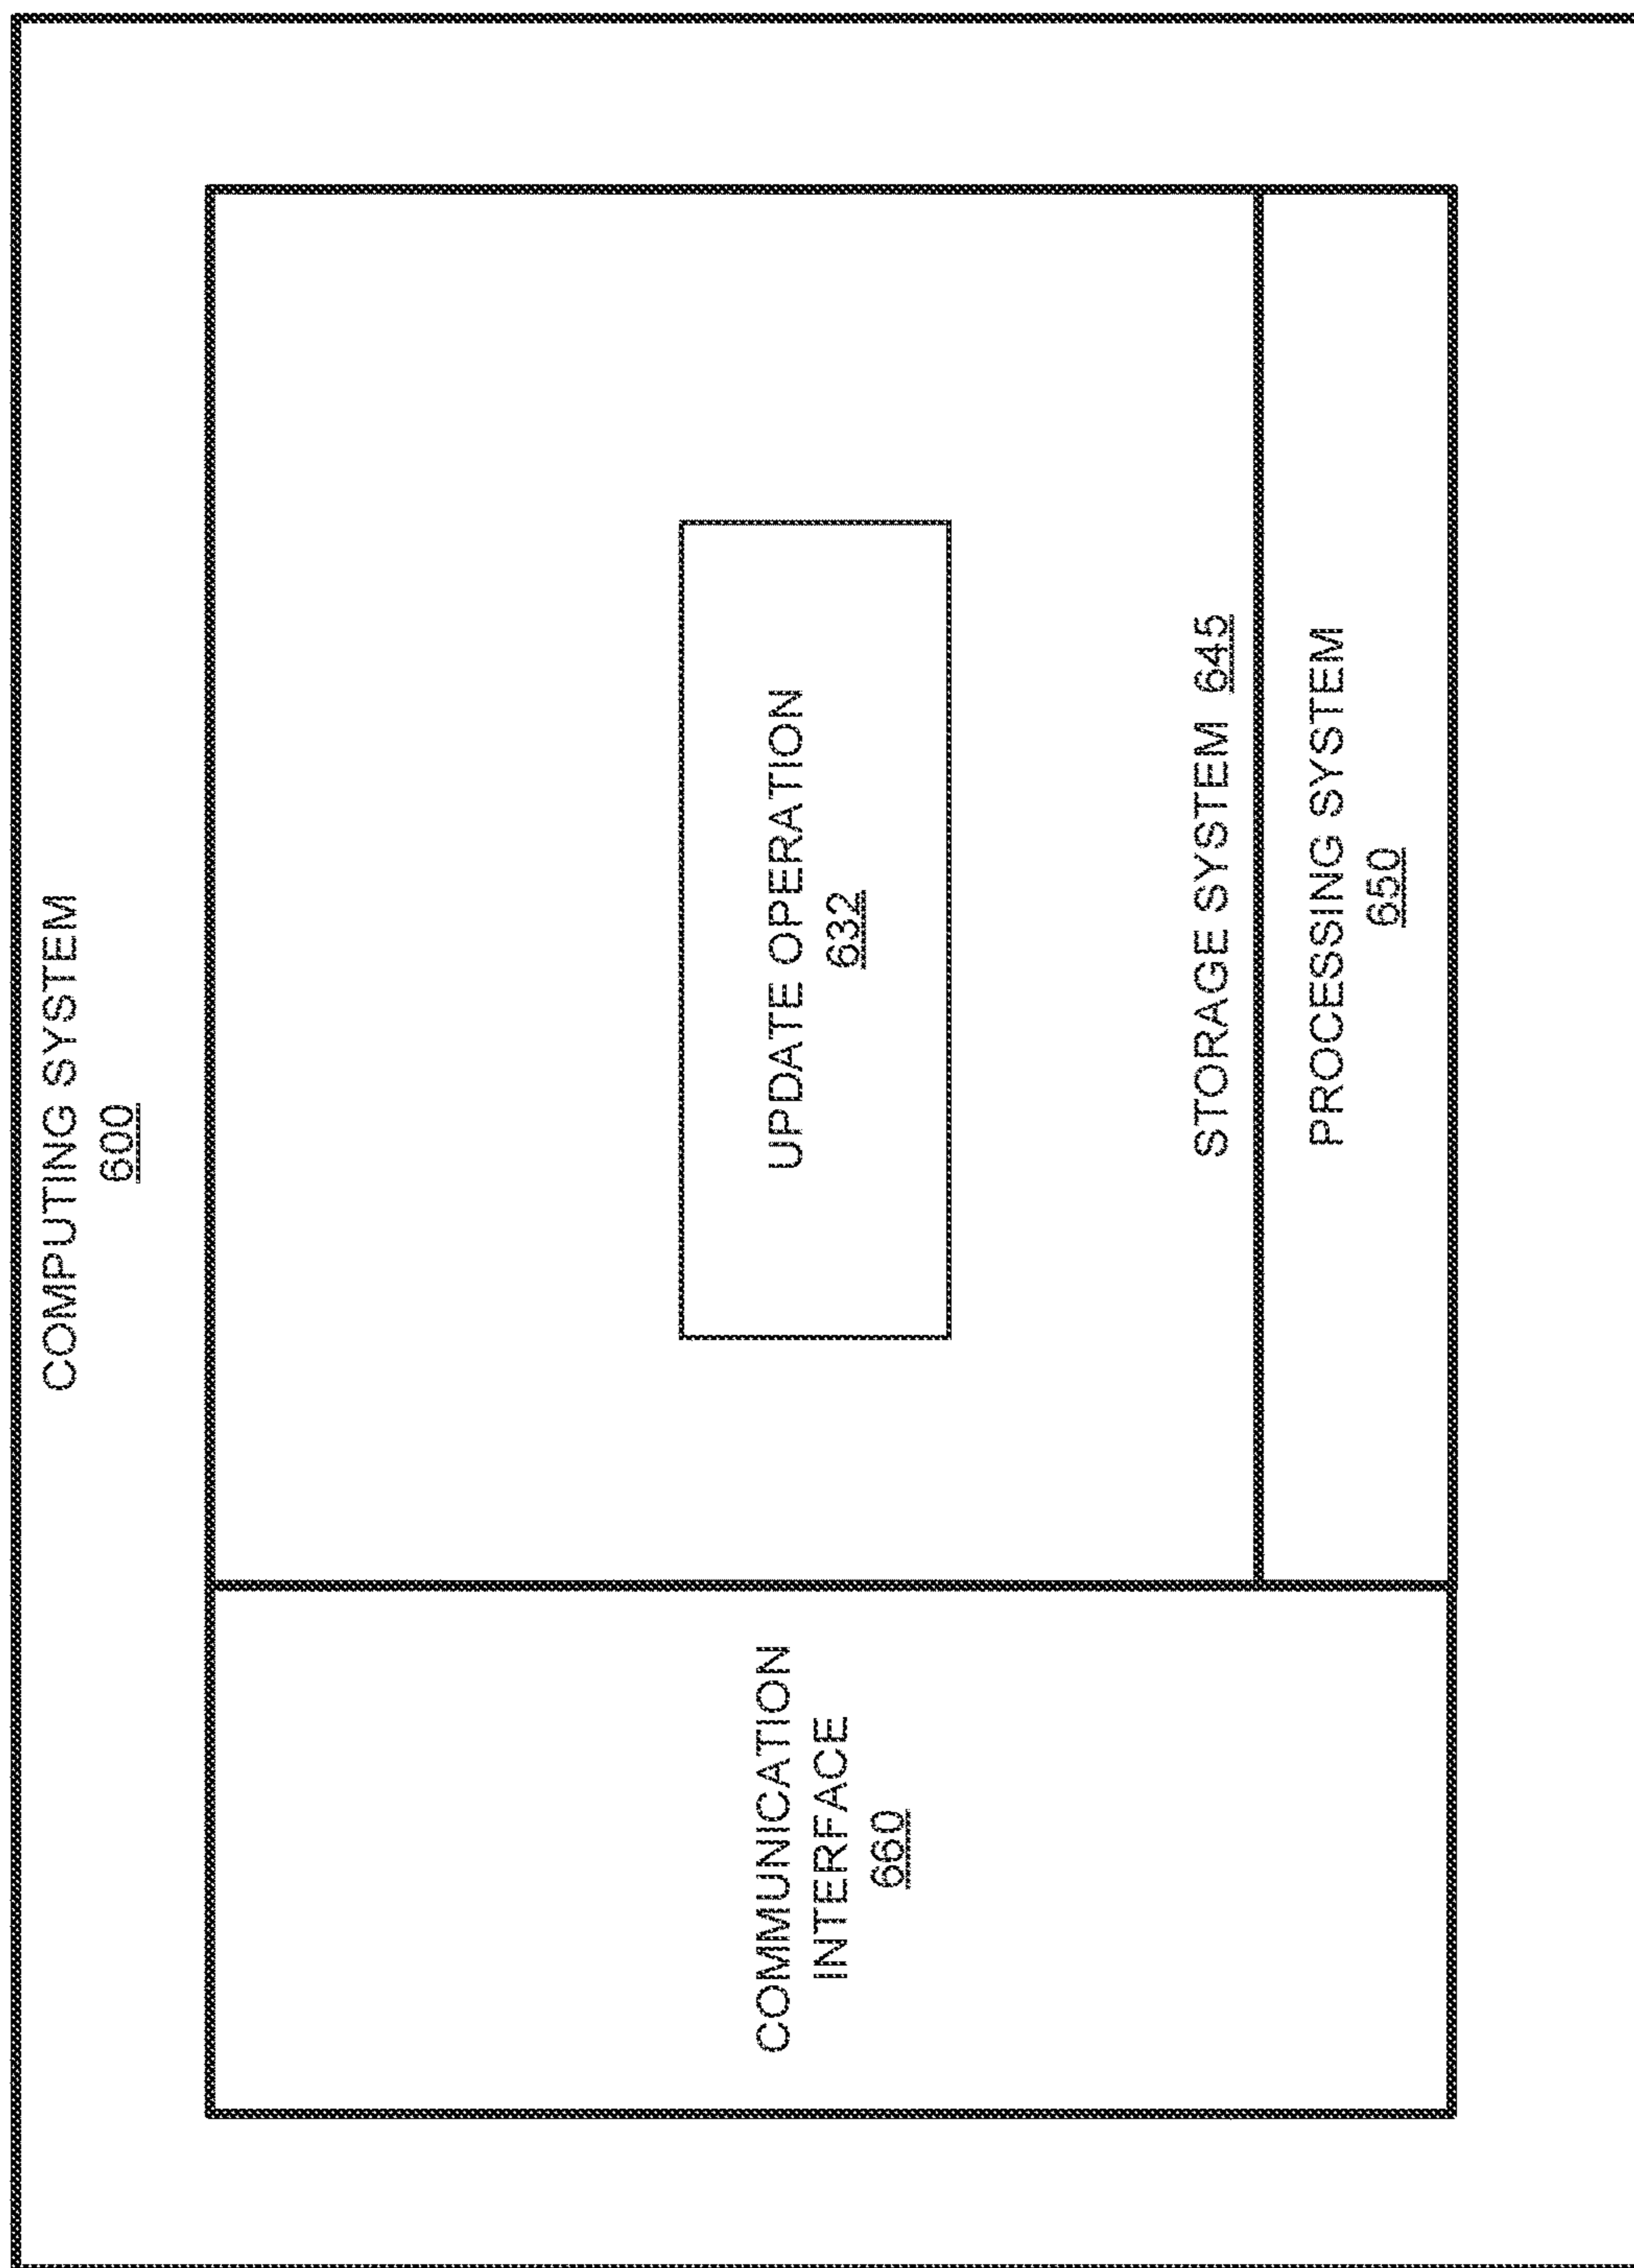 COMPUTING SYSTEM
600
COMMUNICATION
INTERFACE
660
UPDATE OPERATION
632
STORAGE SYSTEM 645
PROCESSING SYSTEM
650